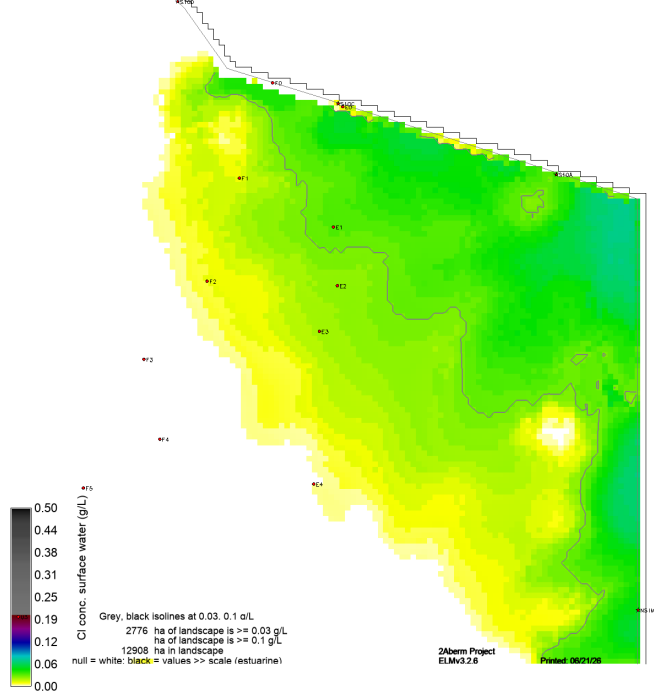 S10D
F0
S10C
E0
S10A
F1
E1
F2
E2
E3
F3
F4
F5
E4
0.50
0.44
0.38
0.31
0.25
0.19
0.12
0.06
0.00
Cl conc. surface water (g/L)
Grey, black isolines at 0.03. 0.1 g/L
2776 ha of landscape is >= 0.03 g/L
ha of landscape is >= 0.1 g/L
12908 ha in landscape
null = white: black = values >> scale (estuarine)
NS1M
2Aberm Project
ELMv3.2.6
Printed: 06/21/26